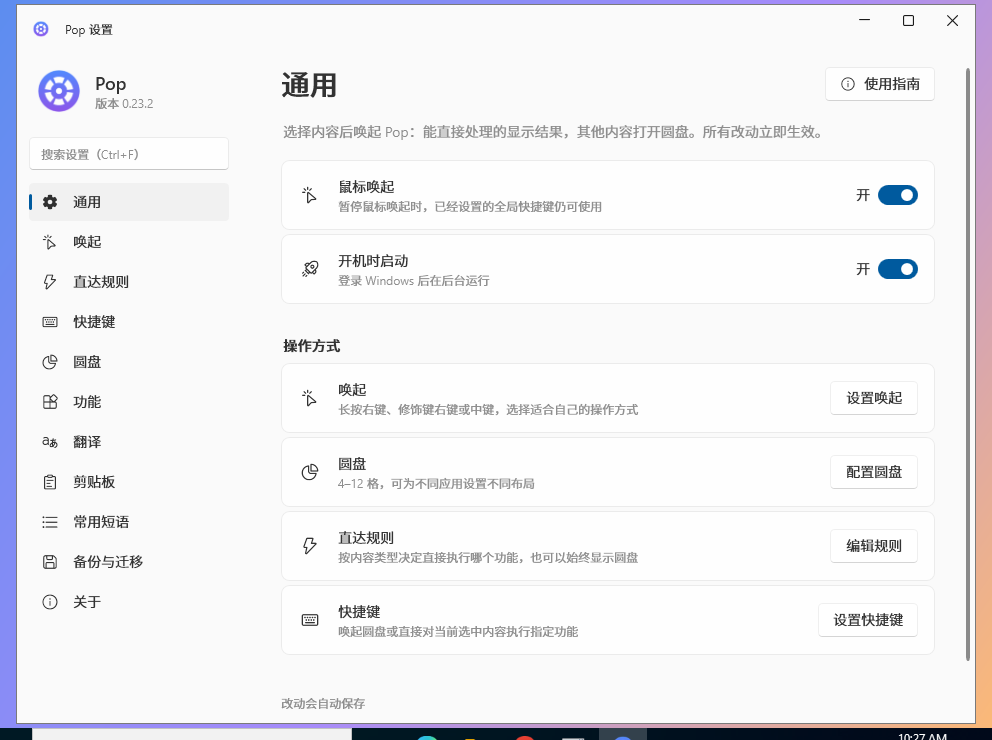 Pop 设置
Pop
版本 0.23.2
搜索设置（Ctrl+F）
通用
唤起
直达规则
快捷键
圆盘
功能
翻译
剪贴板
常用短语
备份与迁移
关于
通用
使用指南
选择内容后唤起 Pop：能直接处理的显示结果，其他内容打开圆盘。所有改动立即生效。
鼠标唤起
暂停鼠标唤起时，已经设置的全局快捷键仍可使用
开
开机时启动
登录 Windows 后在后台运行
开
操作方式
唤起
长按右键、修饰键右键或中键，选择适合自己的操作方式
设置唤起
圆盘
4–12 格，可为不同应用设置不同布局
配置圆盘
直达规则
按内容类型决定直接执行哪个功能，也可以始终显示圆盘
编辑规则
快捷键
唤起圆盘或直接对当前选中内容执行指定功能
设置快捷键
改动会自动保存
10:27 AM